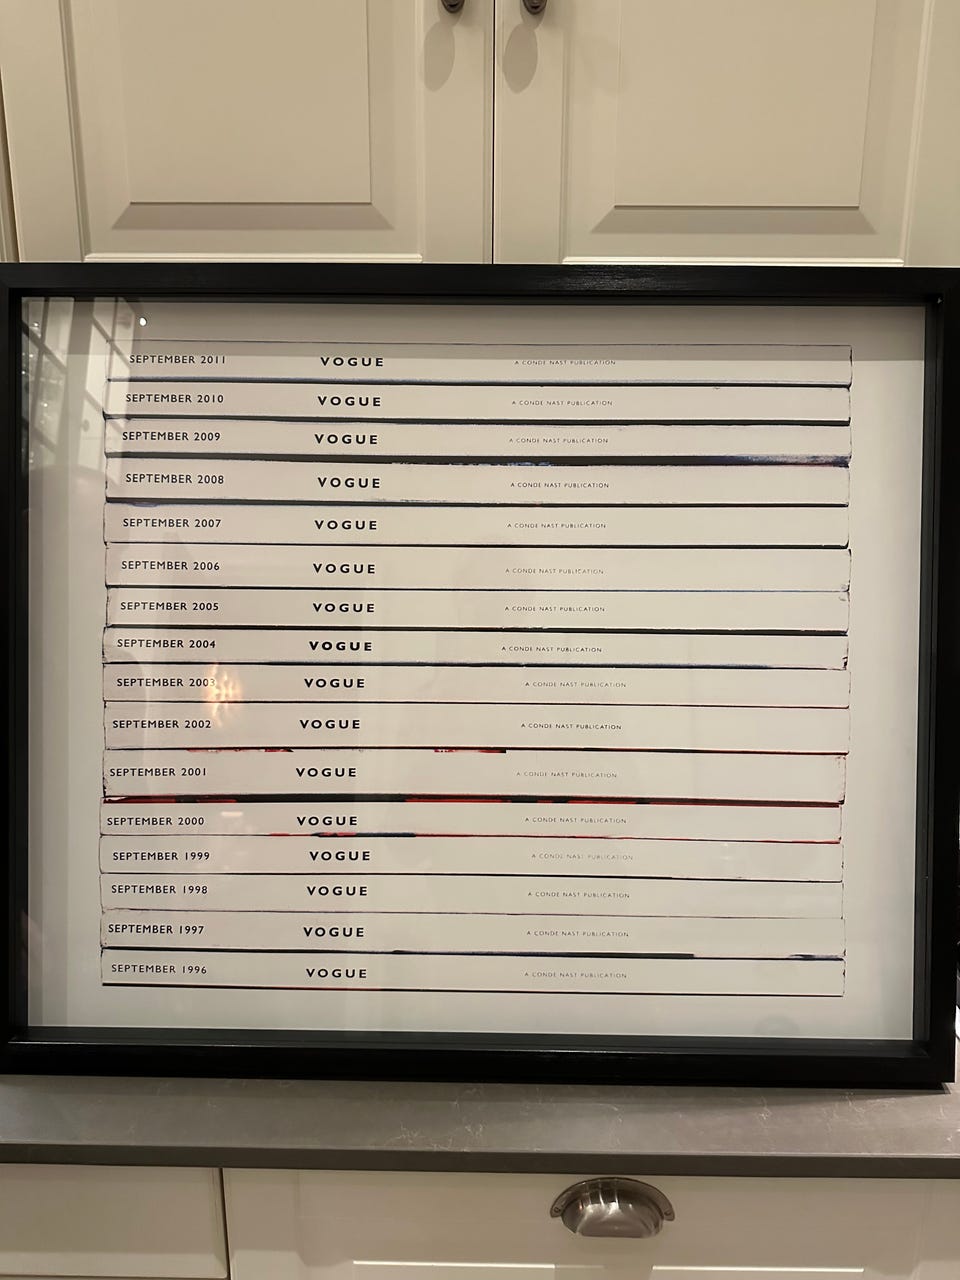 SEPTEMBER 2011 VOGUE A CONDE NAST PUBLICATION
SEPTEMBER 2010 VOGUE A CONDE NAST PUBLICATION
SEPTEMBER 2009 VOGUE A CONDE NAST PUBLICATION
SEPTEMBER 2008 VOGUE A CONDE NAST PUBLICATION
SEPTEMBER 2007 VOGUE A CONDE NAST PUBLICATION
SEPTEMBER 2006 VOGUE A CONDE NAST PUBLICATION
SEPTEMBER 2005 VOGUE A CONDE NAST PUBLICATION
SEPTEMBER 2004 VOGUE A CONDE NAST PUBLICATION
SEPTEMBER 2003 VOGUE A CONDE NAST PUBLICATION
SEPTEMBER 2002 VOGUE A CONDE NAST PUBLICATION
SEPTEMBER 2001 VOGUE A CONDE NAST PUBLICATION
SEPTEMBER 2000 VOGUE A CONDE NAST PUBLICATION
SEPTEMBER 1999 VOGUE A CONDE NAST PUBLICATION
SEPTEMBER 1998 VOGUE A CONDE NAST PUBLICATION
SEPTEMBER 1997 VOGUE A CONDE NAST PUBLICATION
SEPTEMBER 1996 VOGUE A CONDE NAST PUBLICATION